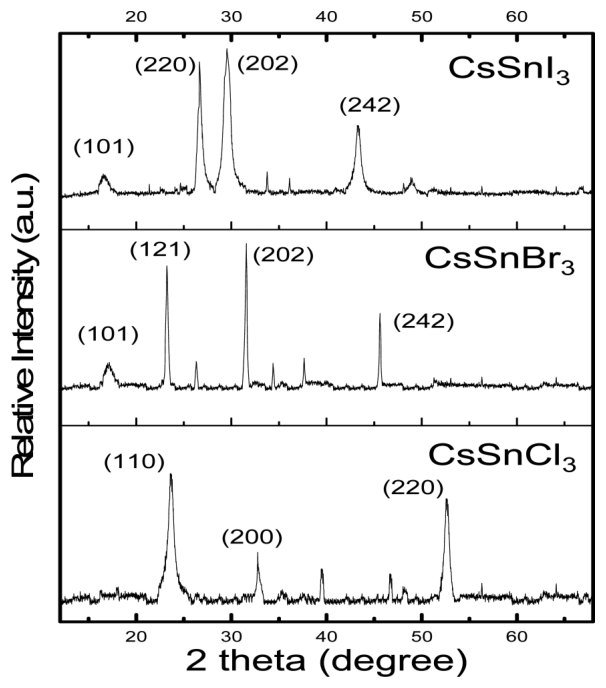 20 30 40 50 60
CsSnI₃
(220) (202)
(242)
(101)
CsSnBr₃
(121) (202)
(101) (242)
CsSnCl₃
(110) (220)
(200)
20 30 40 50 60
2 theta (degree)
Relative Intensity (a.u.)